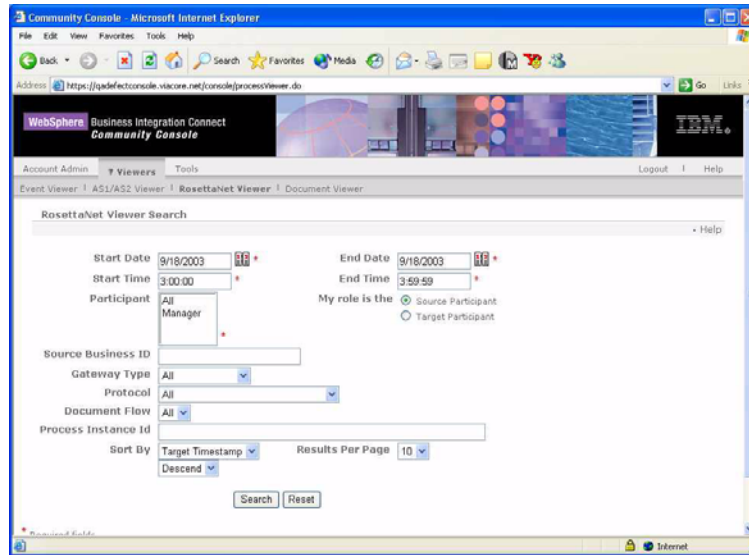 Community Console - Microsoft Internet Explorer
File Edit View Favorites Tools Help
Back Search Favorites Media
Address https://qadefectconsole.viacore.net/console/processViewer.do Go Links
WebSphere Business Integration Connect
Community Console
IBM.
Account Admin Viewers Tools Logout | Help
Event Viewer | AS1/AS2 Viewer | RosettaNet Viewer | Document Viewer
RosettaNet Viewer Search
• Help
Start Date 9/18/2003 * End Date 9/18/2003 *
Start Time 3:00:00 * End Time 3:59:59 *
Participant All My role is the Source Participant
Manager Target Participant
*
Source Business ID
Gateway Type All
Protocol All
Document Flow All
Process Instance Id
Sort By Target Timestamp Results Per Page 10
Descend
Search Reset
* Required fields
Internet